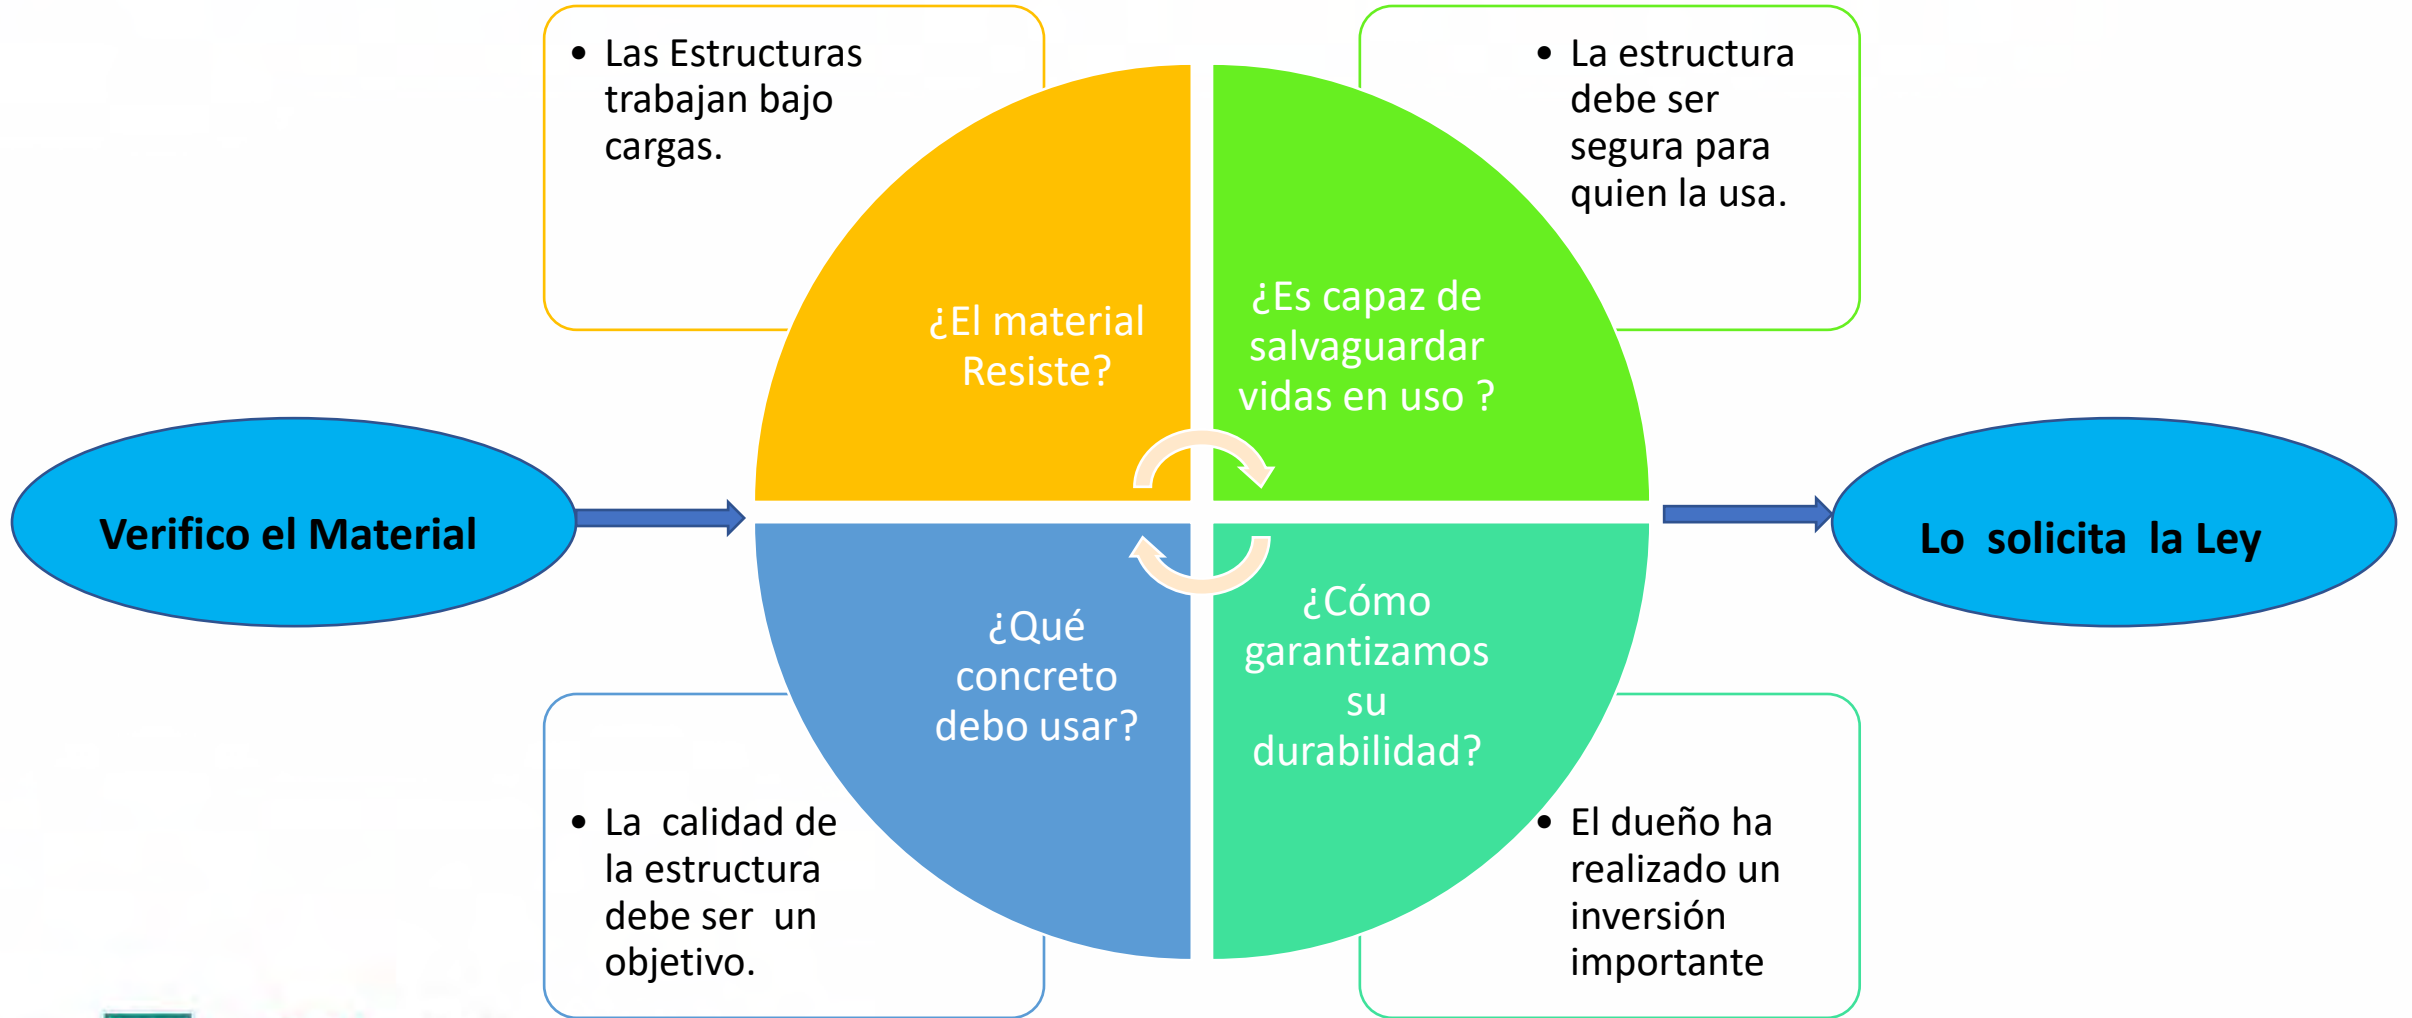 • Las Estructuras
trabajan bajo
cargas.
• La estructura
debe ser
segura para
quien la usa.
¿El material
Resiste?
¿Es capaz de
salvaguardar
vidas en uso ?
Verifico el Material
Lo  solicita  la Ley
¿Qué
concreto
debo usar?
¿Cómo
garantizamos
su
durabilidad?
• La  calidad de
la estructura
debe ser  un
objetivo.
• El dueño ha
realizado un
inversión
importante